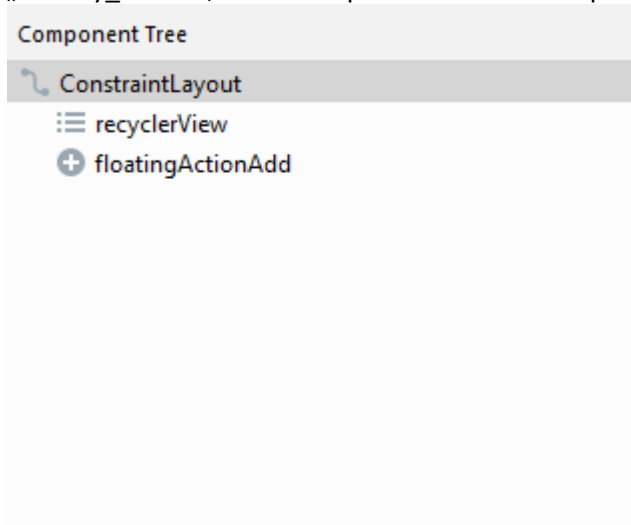 Component Tree
ConstraintLayout
recyclerView
floatingActionAdd